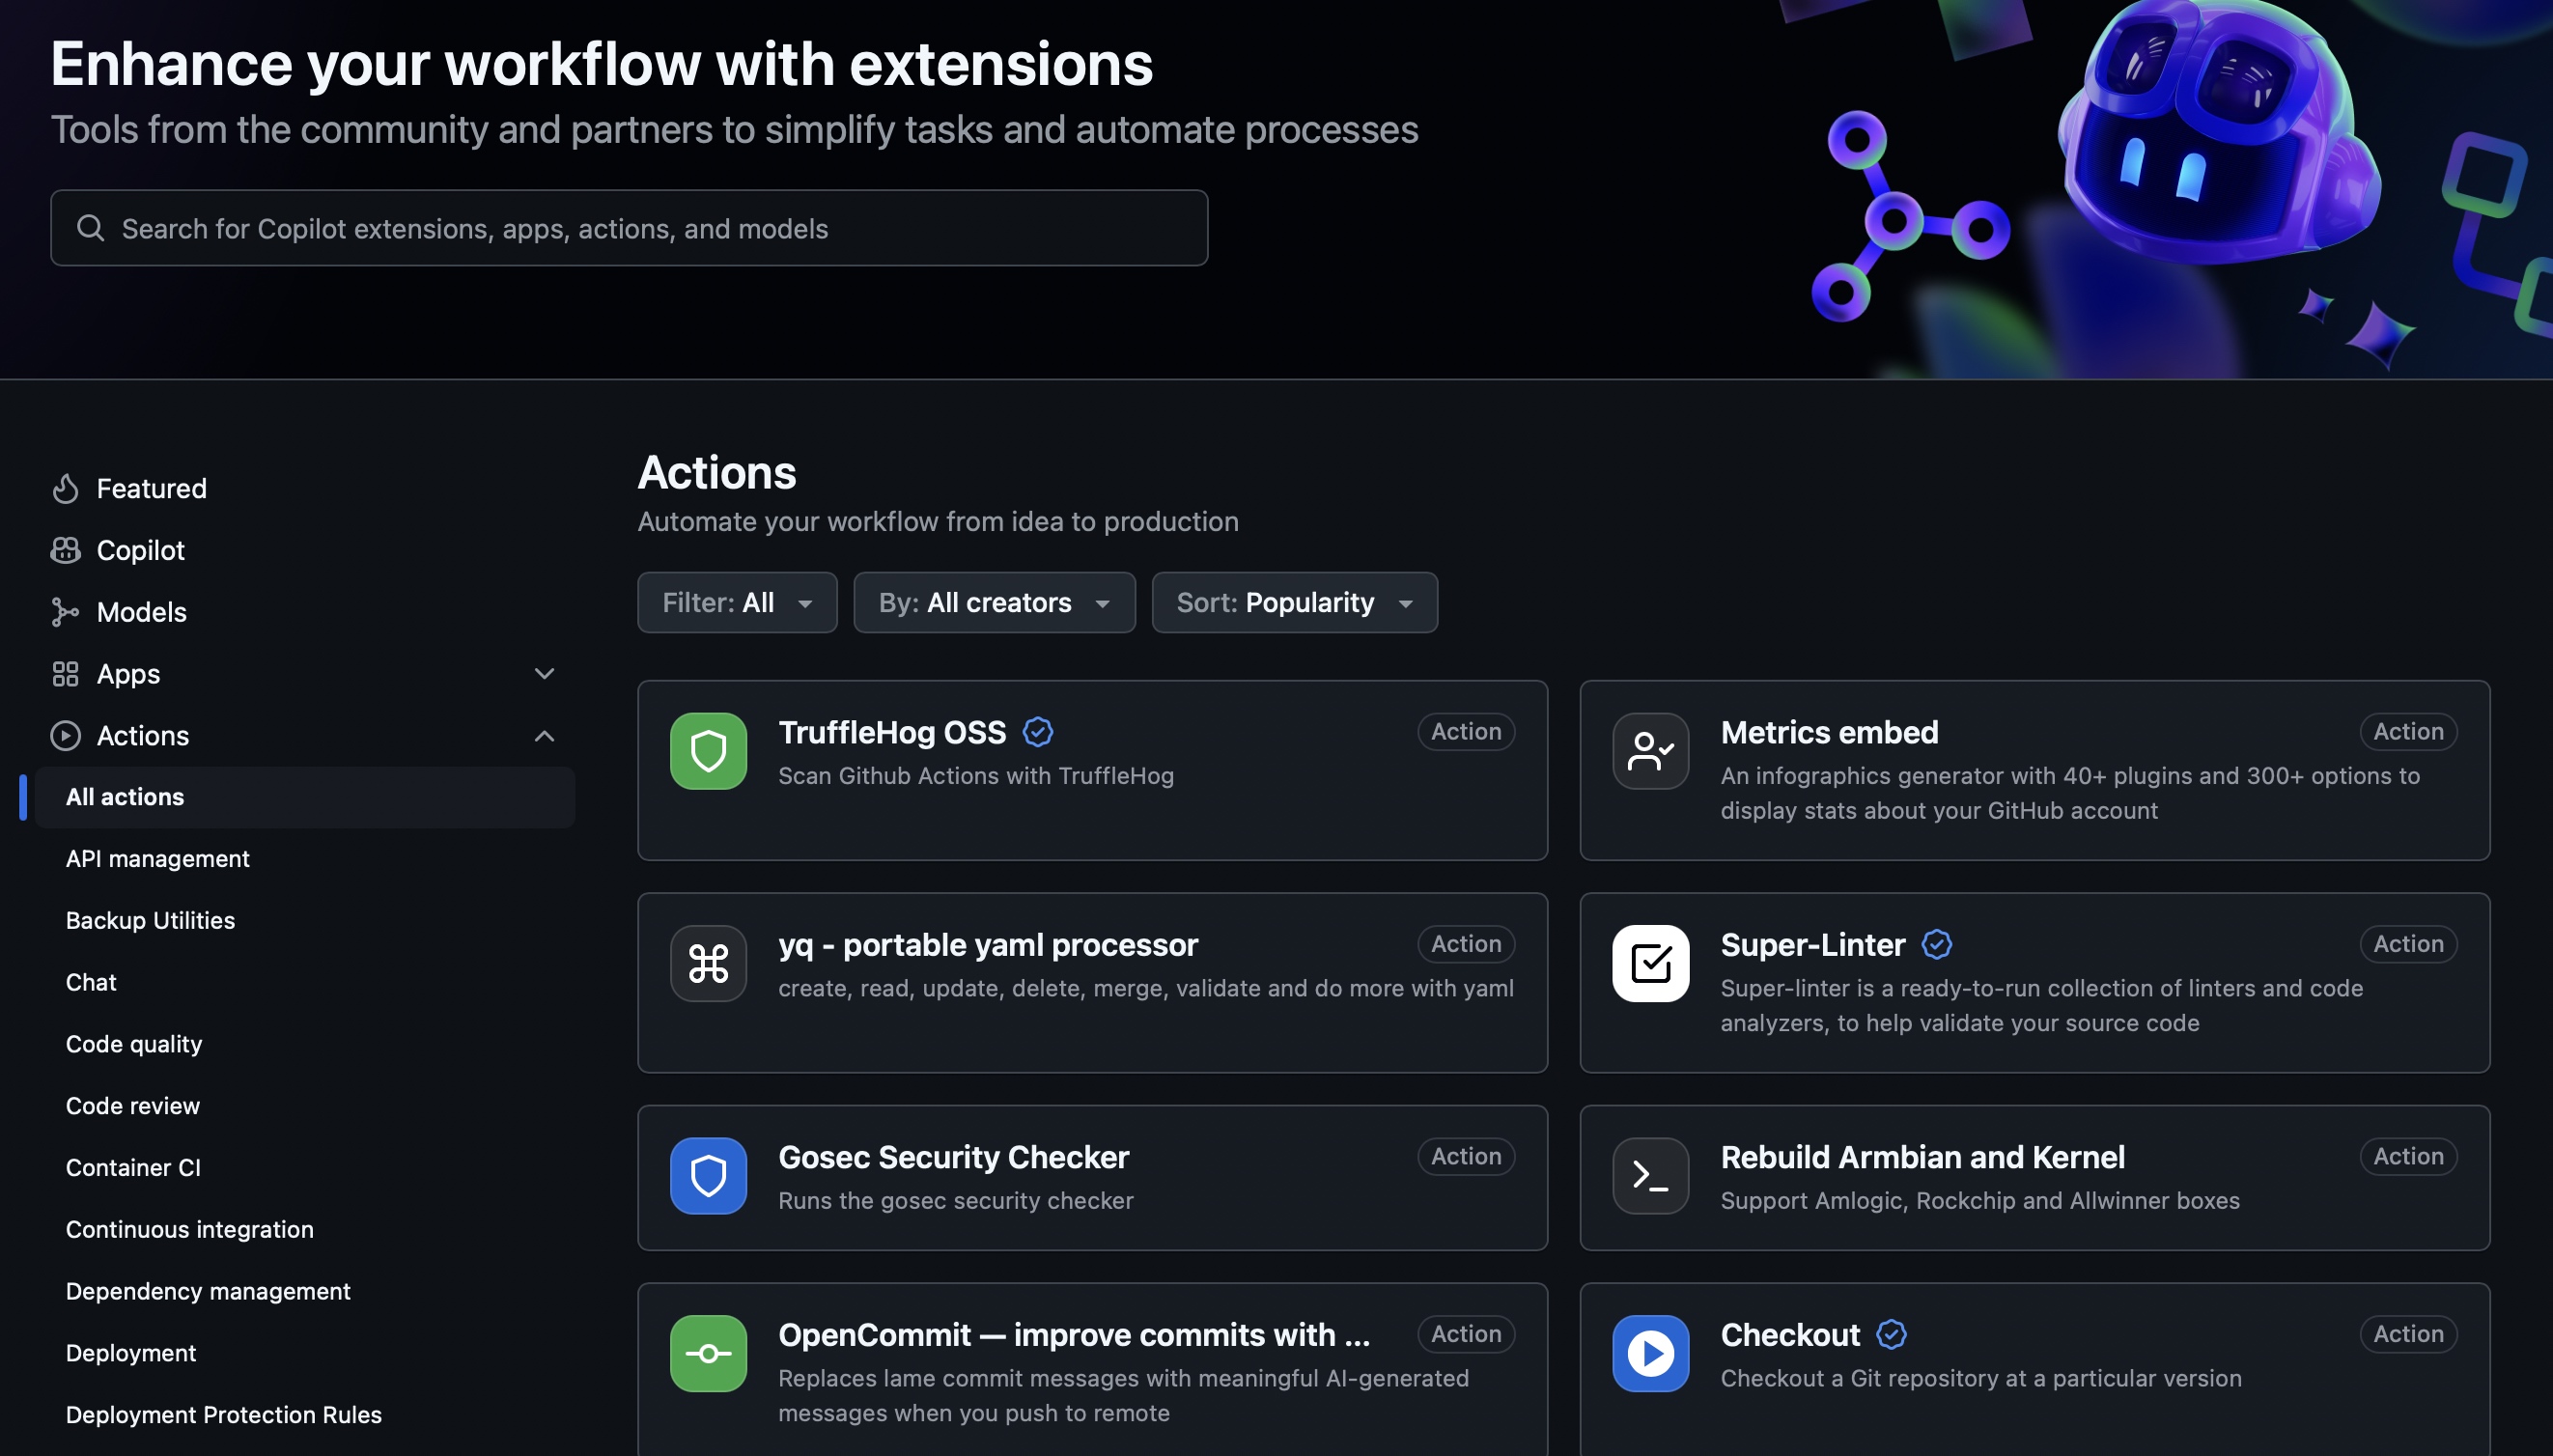 Enhance your workflow with extensions
Tools from the community and partners to simplify tasks and automate processes
Search for Copilot extensions, apps, actions, and models
Featured
Copilot
Models
Apps
Actions
All actions
API management
Backup Utilities
Chat
Code quality
Code review
Container CI
Continuous integration
Dependency management
Deployment
Deployment Protection Rules
Actions
Automate your workflow from idea to production
Filter: All
By: All creators
Sort: Popularity
TruffleHog OSS
Action
Scan Github Actions with TruffleHog
Metrics embed
Action
An infographics generator with 40+ plugins and 300+ options to
display stats about your GitHub account
yq - portable yaml processor
Action
create, read, update, delete, merge, validate and do more with yaml
Super-Linter
Action
Super-linter is a ready-to-run collection of linters and code
analyzers, to help validate your source code
Gosec Security Checker
Action
Runs the gosec security checker
Rebuild Armbian and Kernel
Action
Support Amlogic, Rockchip and Allwinner boxes
OpenCommit — improve commits with ...
Action
Replaces lame commit messages with meaningful AI-generated
messages when you push to remote
Checkout
Action
Checkout a Git repository at a particular version